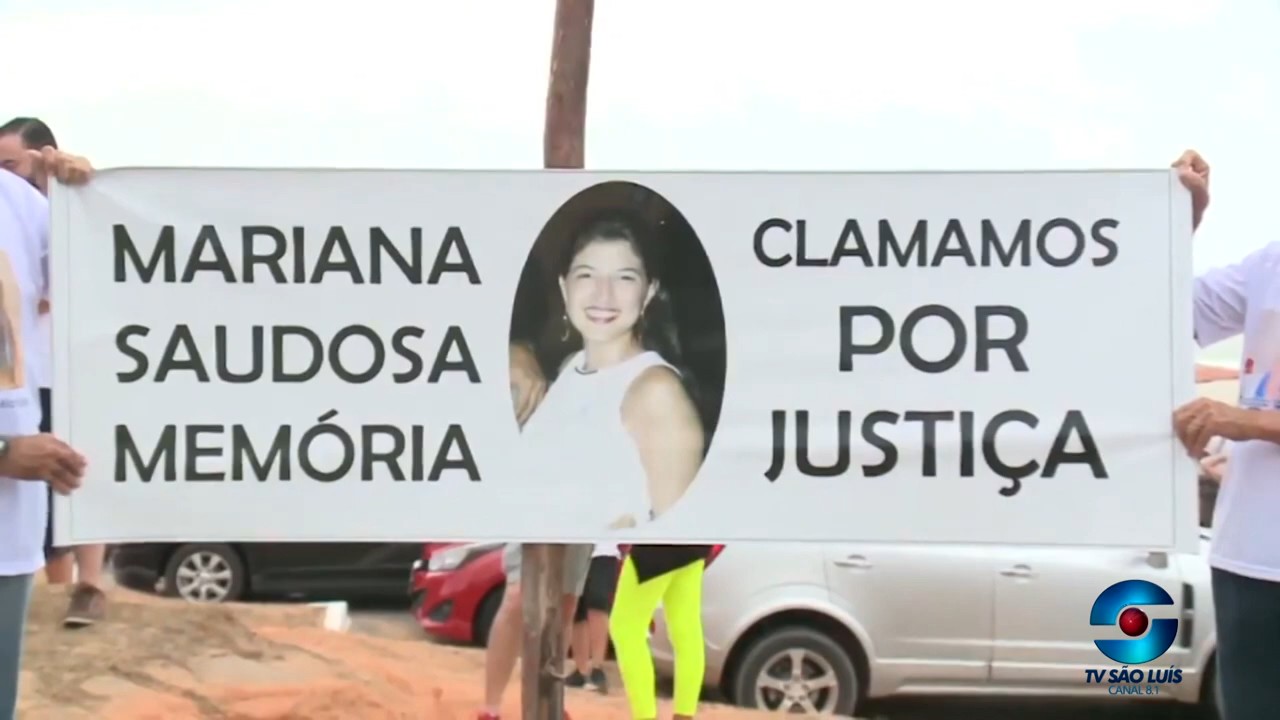 MARIANA
SAUDOSA
MEMÓRIA
CLAMAMOS
POR
JUSTIÇA
TV SÃO LUÍS
CANAL 8.1